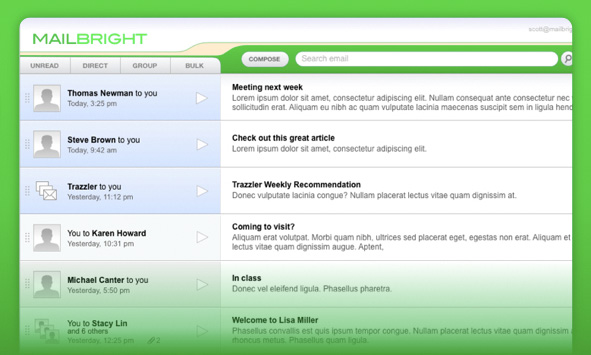 MAILBRIGHT
scott@mailbrig
UNREAD DIRECT GROUP BULK
COMPOSE
Search email
Thomas Newman to you
Today, 3:25 pm
Meeting next week
Lorem ipsum dolor sit amet, consectetur adipiscing elit. Nullam consequat ante consectetur nec
sollicitudin erat. Aliquam eu nibh ac quam vulputate lacinia maecenas suscipit sem in ligula hend
Steve Brown to you
Today, 9:42 am
Check out this great article
Lorem ipsum dolor sit amet, consectetur adipiscing elit.
Trazzler to you
Yesterday, 11:12 pm
Trazzler Weekly Recommendation
Donec vulputate lacinia congue? Nullam placerat lectus vitae quam dignissim at.
You to Karen Howard
Yesterday, 10:31 pm
Coming to visit?
Aliquam erat volutpat. Morbi quam nibh, ultrices sed placerat eget, egestas non erat. Aliquam et
lectus vitae quam dignissim augue. Aptent,
Michael Canter to you
Yesterday, 5:50 pm
In class
Donec vel eleifend ligula. Phasellus pharetra.
You to Stacy Lin
and 6 others
Yesterday, 12:25 pm 2
Welcome to Lisa Miller
Phasellus convallis est quis ipsum tempor congue. Nullam placerat lectus vitae quam dignissim a
rhoncus metus. Phasellus aliquam.